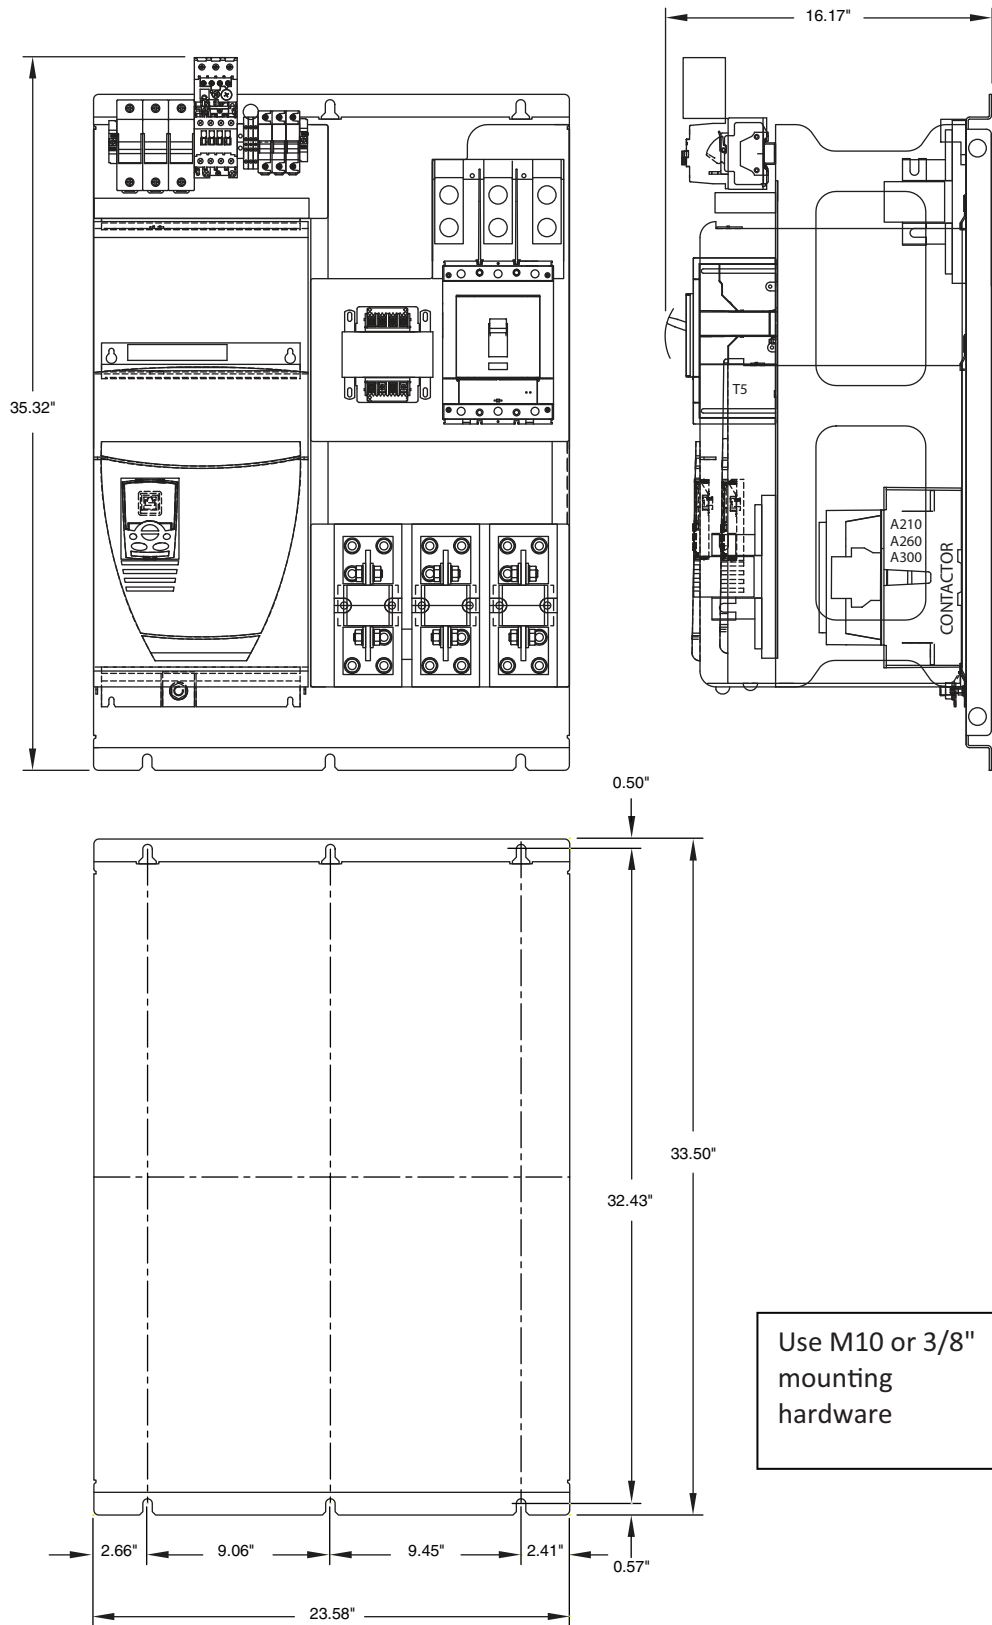 16.17"
35.32"
T5
A210
A260
A300
CONTACTOR
0.50"
33.50"
32.43"
Use M10 or 3/8"
mounting
hardware
2.66"
9.06"
9.45"
2.41"
0.57"
23.58"